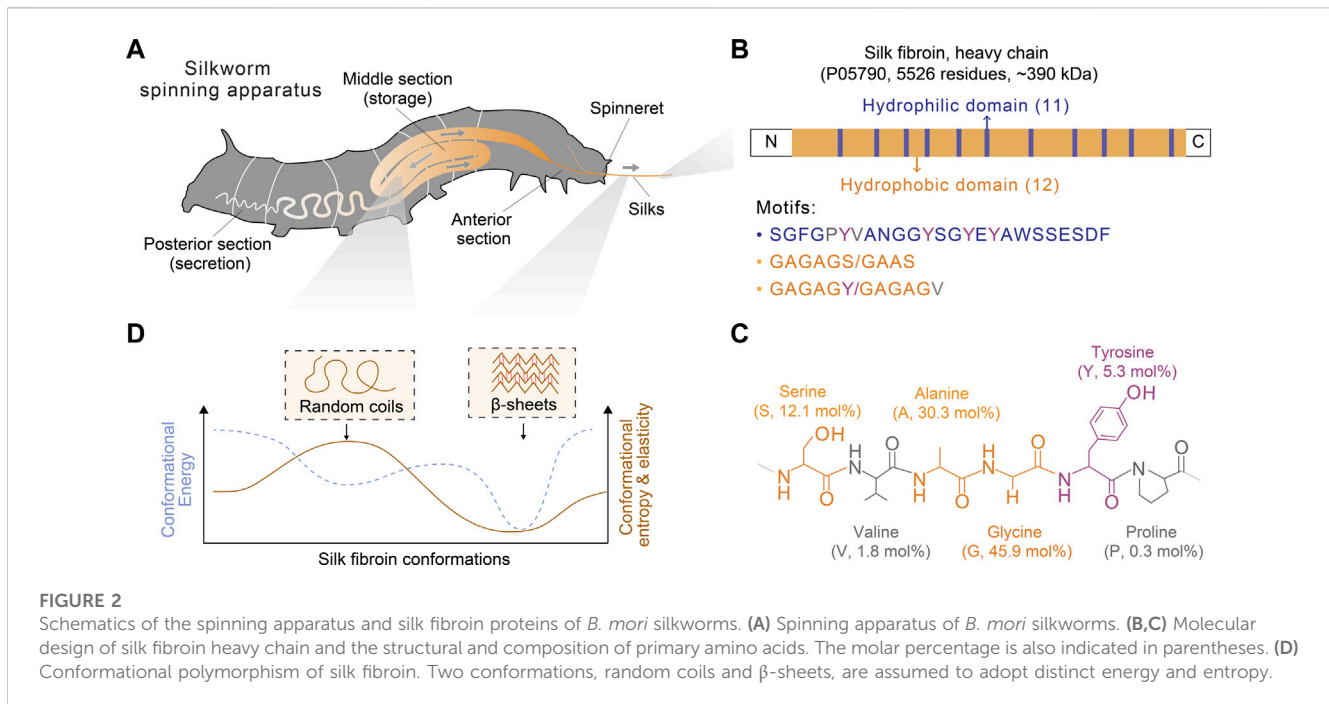 A
Silkworm
spinning apparatus
Middle section
(storage)
Spinneret
Posterior section
(secretion)
Anterior
section
Silks
B
Silk fibroin, heavy chain
(P05790, 5526 residues, ~390 kDa)
Hydrophilic domain (11)
N
C
Hydrophobic domain (12)
Motifs:
• SGFGPYVANGGYSGYEYAWSSESDF
• GAGAGS/GAAS
• GAGAGY/GAGAGV
D
Random coils
β-sheets
Conformational
Energy
Conformational
entropy & elasticity
Silk fibroin conformations
C
Serine
(S, 12.1 mol%)
Alanine
(A, 30.3 mol%)
Tyrosine
(Y, 5.3 mol%)
OH
OH
O
O
O
N
H
H
N
N
H
H
N
N
H
N
O
O
O
Valine
(V, 1.8 mol%)
Glycine
(G, 45.9 mol%)
Proline
(P, 0.3 mol%)
FIGURE 2
Schematics of the spinning apparatus and silk fibroin proteins of B. mori silkworms. (A) Spinning apparatus of B. mori silkworms. (B,C) Molecular
design of silk fibroin heavy chain and the structural and composition of primary amino acids. The molar percentage is also indicated in parentheses. (D)
Conformational polymorphism of silk fibroin. Two conformations, random coils and β-sheets, are assumed to adopt distinct energy and entropy.